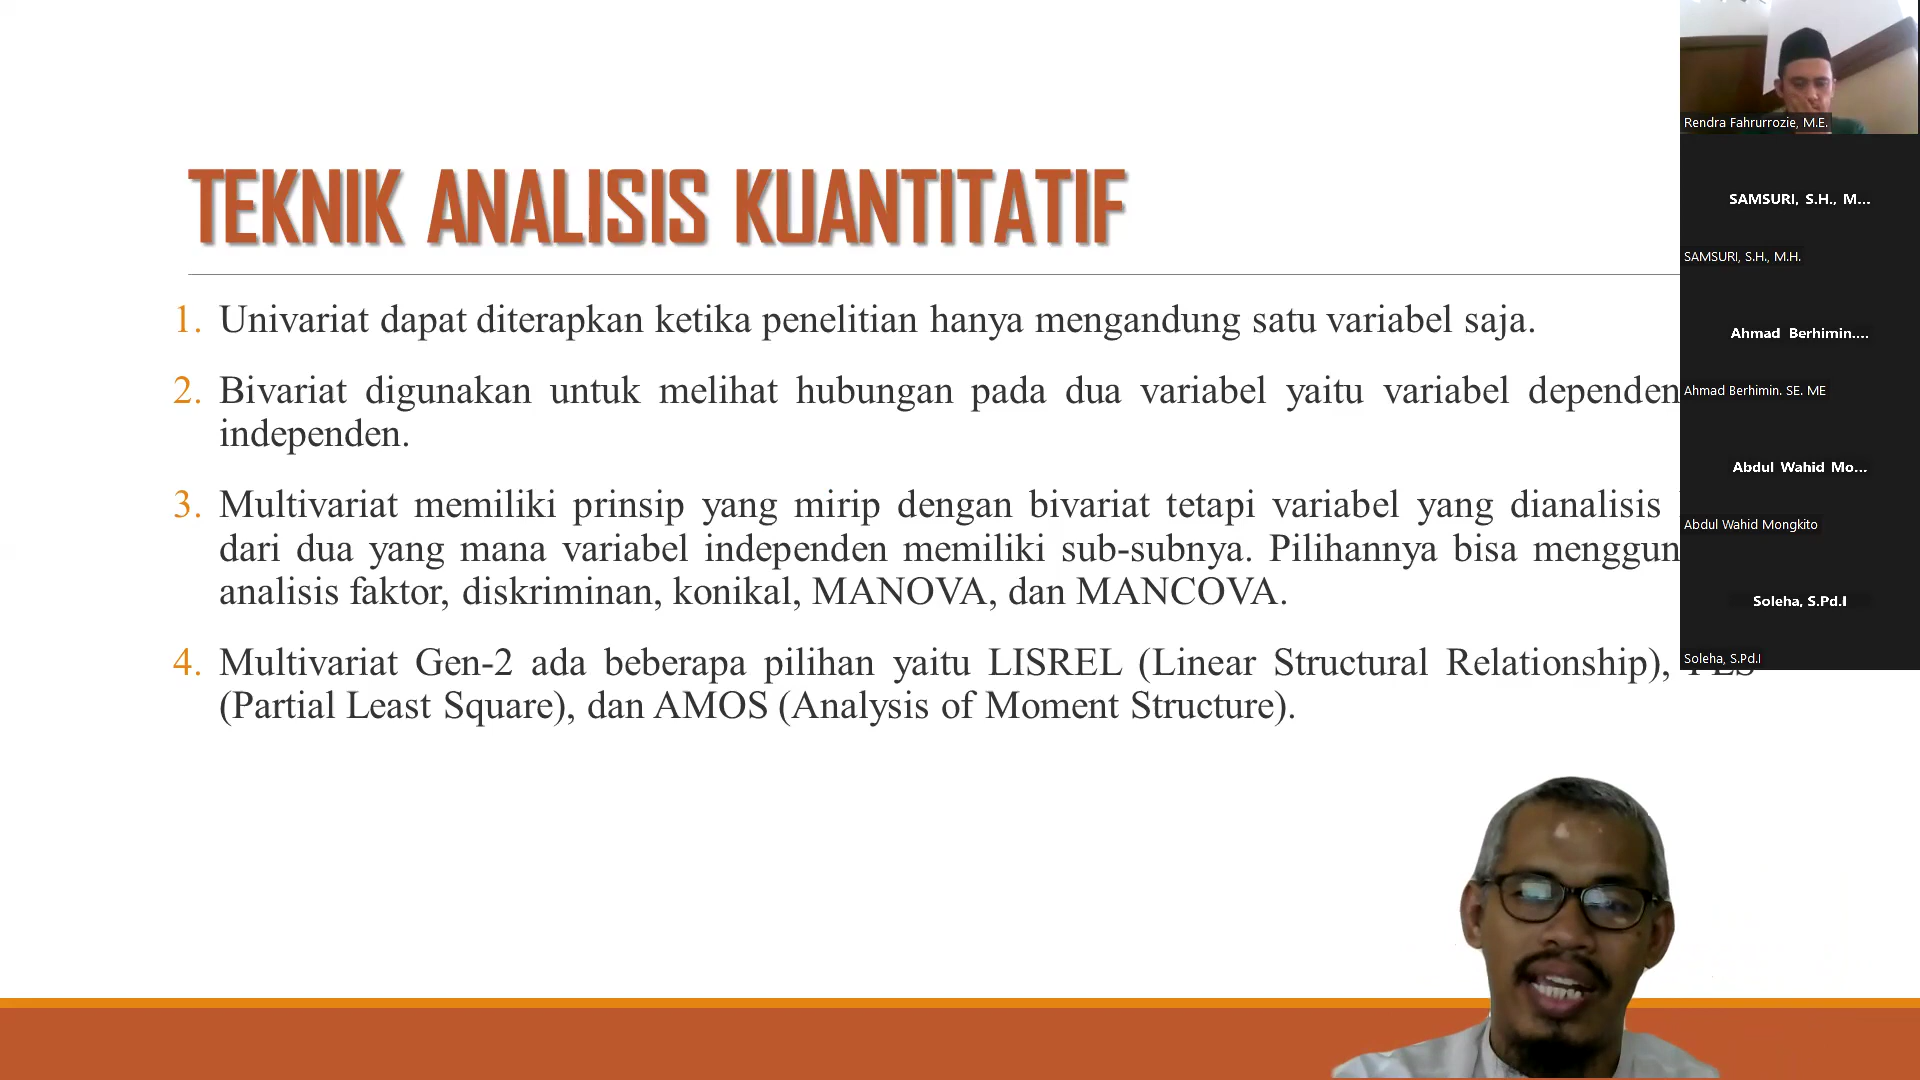 TEKNIK ANALISIS KUANTITATIF
1. Univariat dapat diterapkan ketika penelitian hanya mengandung satu variabel saja.
2. Bivariat digunakan untuk melihat hubungan pada dua variabel yaitu variabel dependen
independen.
3. Multivariat memiliki prinsip yang mirip dengan bivariat tetapi variabel yang dianalisis
dari dua yang mana variabel independen memiliki sub-subnya. Pilihannya bisa menggun
analisis faktor, diskriminan, konikal, MANOVA, dan MANCOVA.
4. Multivariat Gen-2 ada beberapa pilihan yaitu LISREL (Linear Structural Relationship),
(Partial Least Square), dan AMOS (Analysis of Moment Structure).
Rendra Fahrurrozie, M.E.
SAMSURI, S.H., M...
SAMSURI, S.H., M.H.
Ahmad Berhimin....
Ahmad Berhimin. SE. ME
Abdul Wahid Mo...
Abdul Wahid Mongkito
Soleha, S.Pd.I
Soleha, S.Pd.I